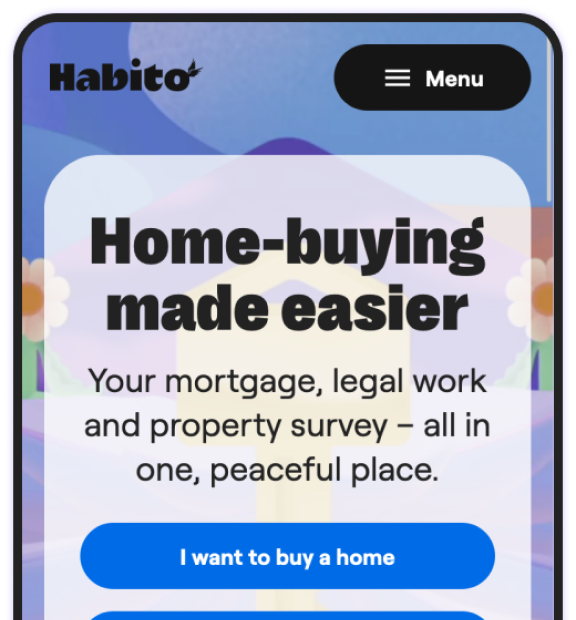 Habito
Menu
Home-buying
made easier
Your mortgage, legal work
and property survey – all in
one, peaceful place.
I want to buy a home